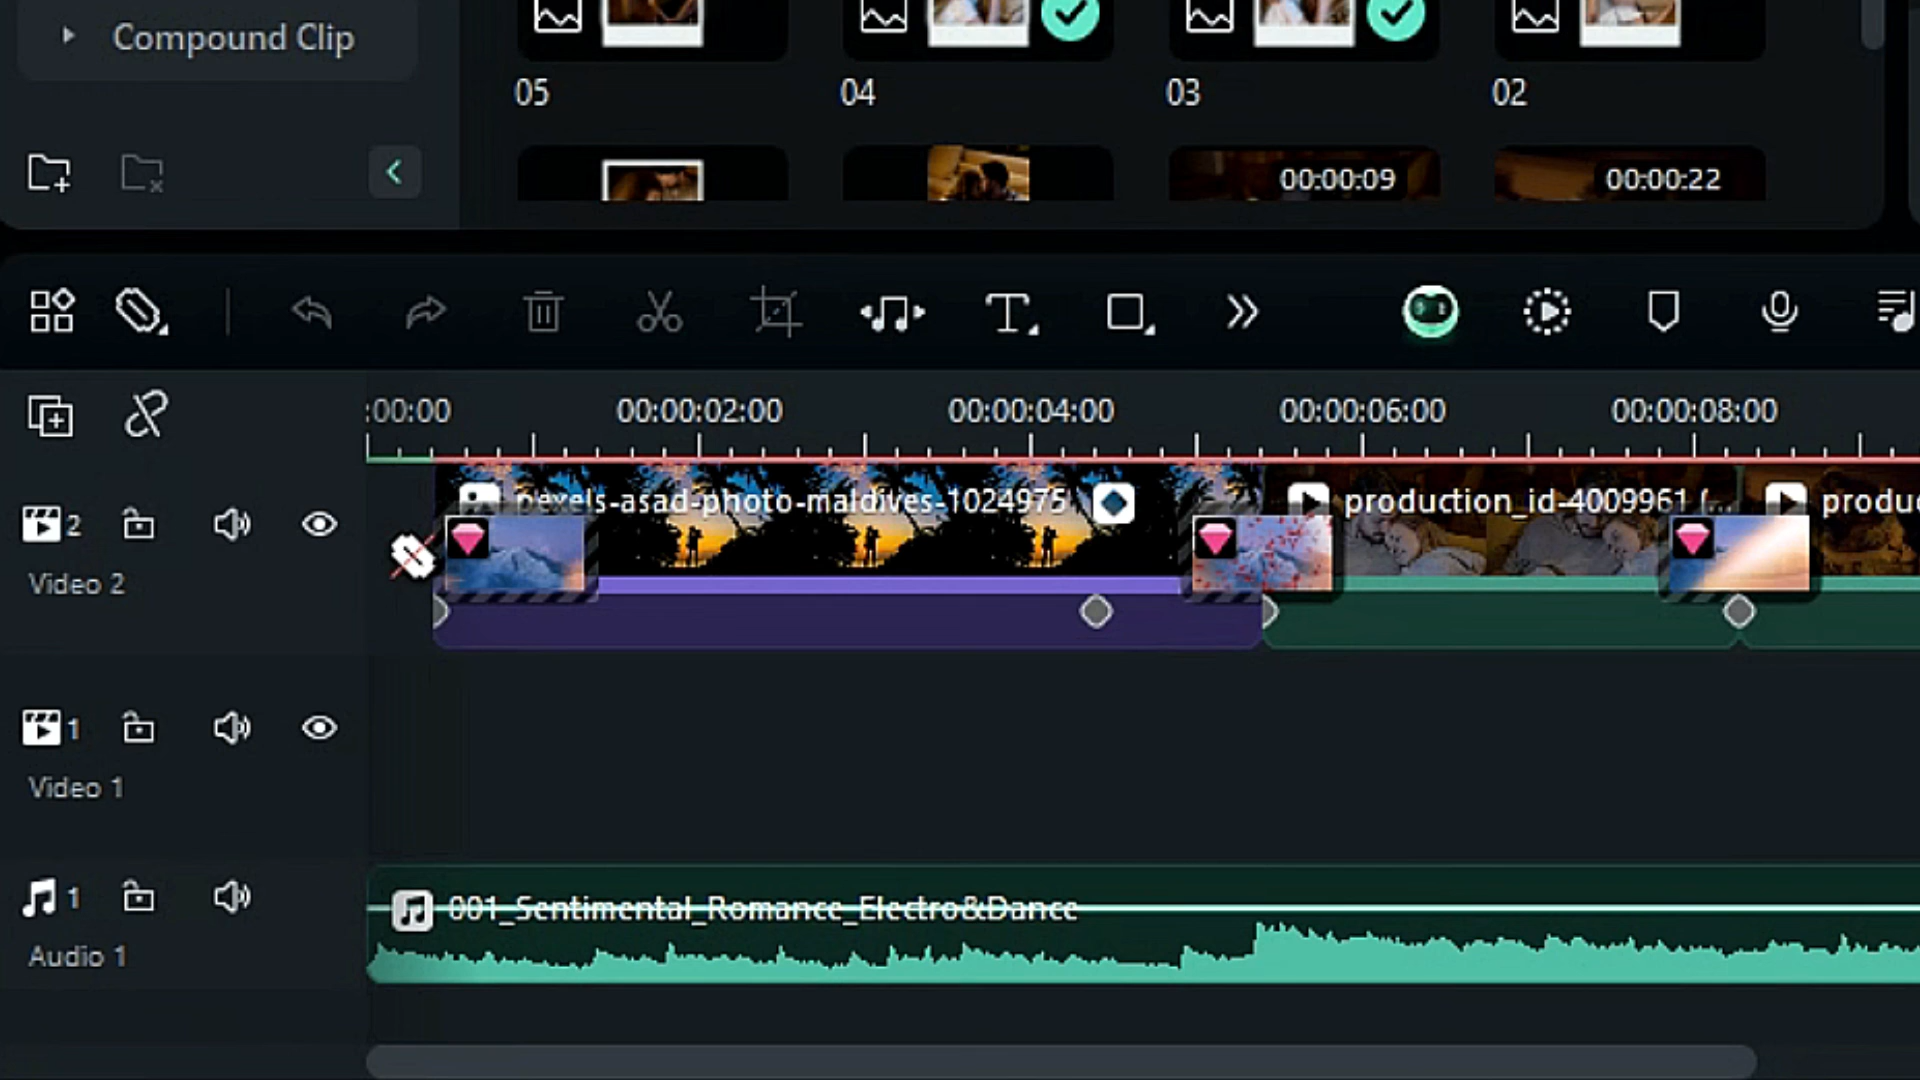 Compound Clip
05
04
03
02
00:00:09
00:00:22
:00:00
00:00:02:00
00:00:04:00
00:00:06:00
00:00:08:00
pexels-asad-photo-maldives-1024975
production_id-4009961 (...
produc
2
Video 2
1
Video 1
001_Sentimental_Romance_Electro&Dance
1
Audio 1